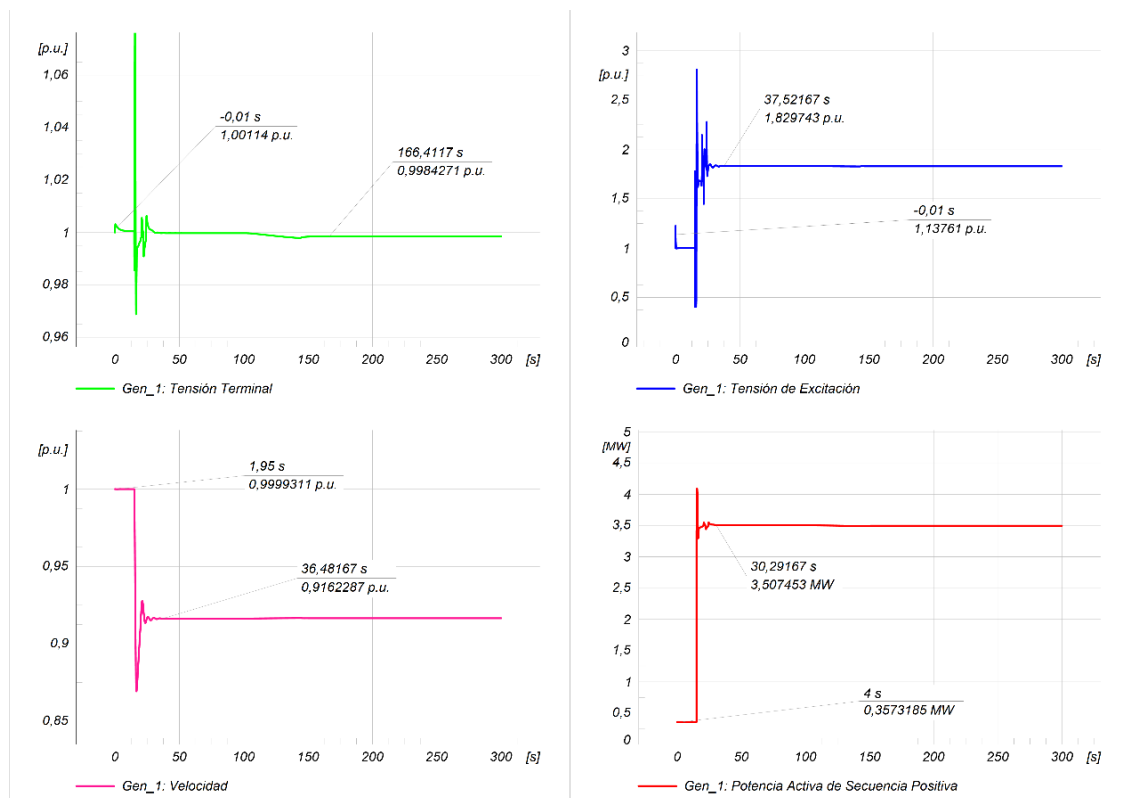 [p.u.]
1,06
1,04
1,02
1
0,98
0,96
-0,01 s
1,00114 p.u.
166,4117 s
0,9984271 p.u.
0 50 100 150 200 250 300 [s]
Gen_1: Tensión Terminal
3
[p.u.]
2,5
2
1,5
1
0,5
0
37,52167 s
1,829743 p.u.
-0,01 s
1,13761 p.u.
0 50 100 150 200 250 300 [s]
Gen_1: Tensión de Excitación
[p.u.]
1
0,95
0,9
0,85
1,95 s
0,9999311 p.u.
36,48167 s
0,9162287 p.u.
0 50 100 150 200 250 300 [s]
Gen_1: Velocidad
5
[MW]
4,5
4
3,5
3
2,5
2
1,5
1
0,5
0
30,29167 s
3,507453 MW
4 s
0,3573185 MW
0 50 100 150 200 250 300 [s]
Gen_1: Potencia Activa de Secuencia Positiva